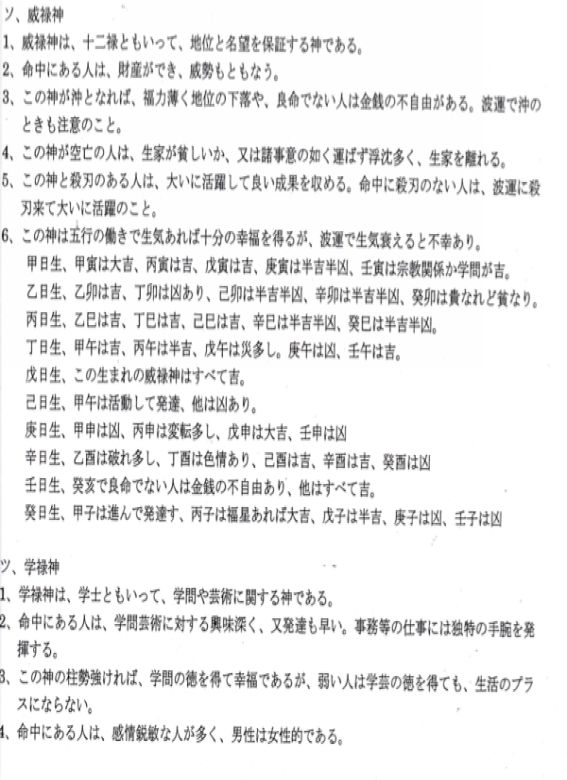 ソ、威禄神
1、威禄神は、十二禄ともいって、地位と名望を保証する神である。
2、命中にある人は、財産ができ、威勢もともなう。
3、この神が沖となれば、福力薄く地位の下落や、良命でない人は金銭の不自由がある。波運で沖の
ときも注意のこと。
4、この神が空亡の人は、生家が貧しいか、又は諸事意の如く運ばず浮沈多く、生家を離れる。
5、この神と殺刃のある人は、大いに活躍して良い成果を収める。命中に殺刃のない人は、波運に殺
刃来て大いに活躍のこと。
6、この神は五行の働きで生気あれば十分の幸福を得るが、波運で生気衰えると不幸あり。
甲日生、甲寅は大吉、丙寅は吉、戊寅は吉、庚寅は半吉半凶、壬寅は宗教関係か学問が吉。
乙日生、乙卯は吉、丁卯は凶あり、己卯は半吉半凶、辛卯は半吉半凶、癸卯は貴なれど貧なり。
丙日生、乙巳は吉、丁巳は吉、己巳は吉、辛巳は半吉半凶、癸巳は半吉半凶。
丁日生、甲午は吉、丙午は半吉、戊午は災多し。庚午は凶、壬午は吉。
戊日生、この生まれの威禄神はすべて吉。
己日生、甲午は活動して発達、他は凶あり。
庚日生、甲申は凶、丙申は変転多し、戊申は大吉、壬申は凶
辛日生、乙酉は破れ多し、丁酉は色情あり、己酉は吉、辛酉は吉、癸酉は凶
壬日生、癸亥で良命でない人は金銭の不自由あり、他はすべて吉。
癸日生、甲子は進んで発達す、丙子は福星あれば大吉、戊子は半吉、庚子は凶、壬子は凶
ツ、学禄神
1、学禄神は、学士ともいって、学問や芸術に関する神である。
2、命中にある人は、学問芸術に対する興味深く、又発達も早い。事務等の仕事には独特の手腕を発
揮する。
3、この神の柱勢強ければ、学問の徳を得て幸福であるが、弱い人は学芸の徳を得ても、生活のプラ
スにならない。
4、命中にある人は、感情鋭敏な人が多く、男性は女性的である。